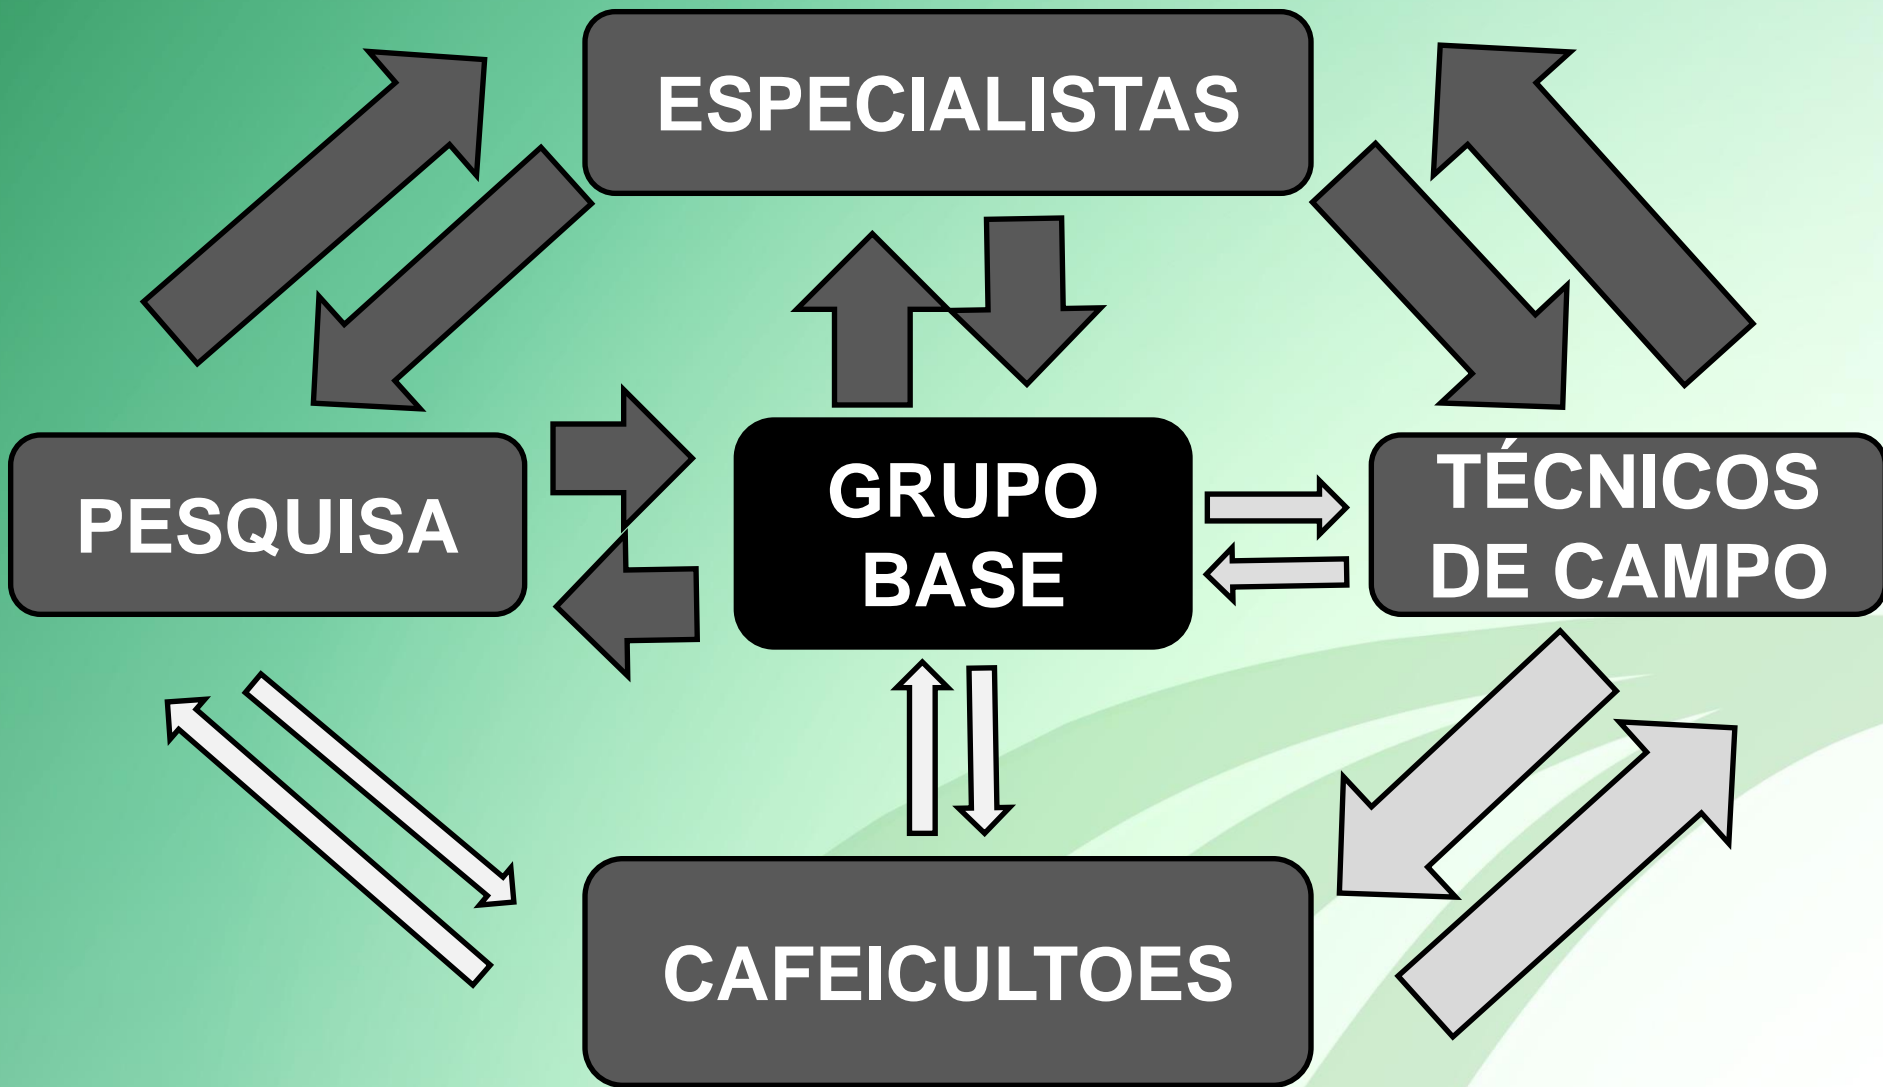 ESPECIALISTAS
PESQUISA
GRUPO
BASE
TÉCNICOS
DE CAMPO
CAFEICULTOES